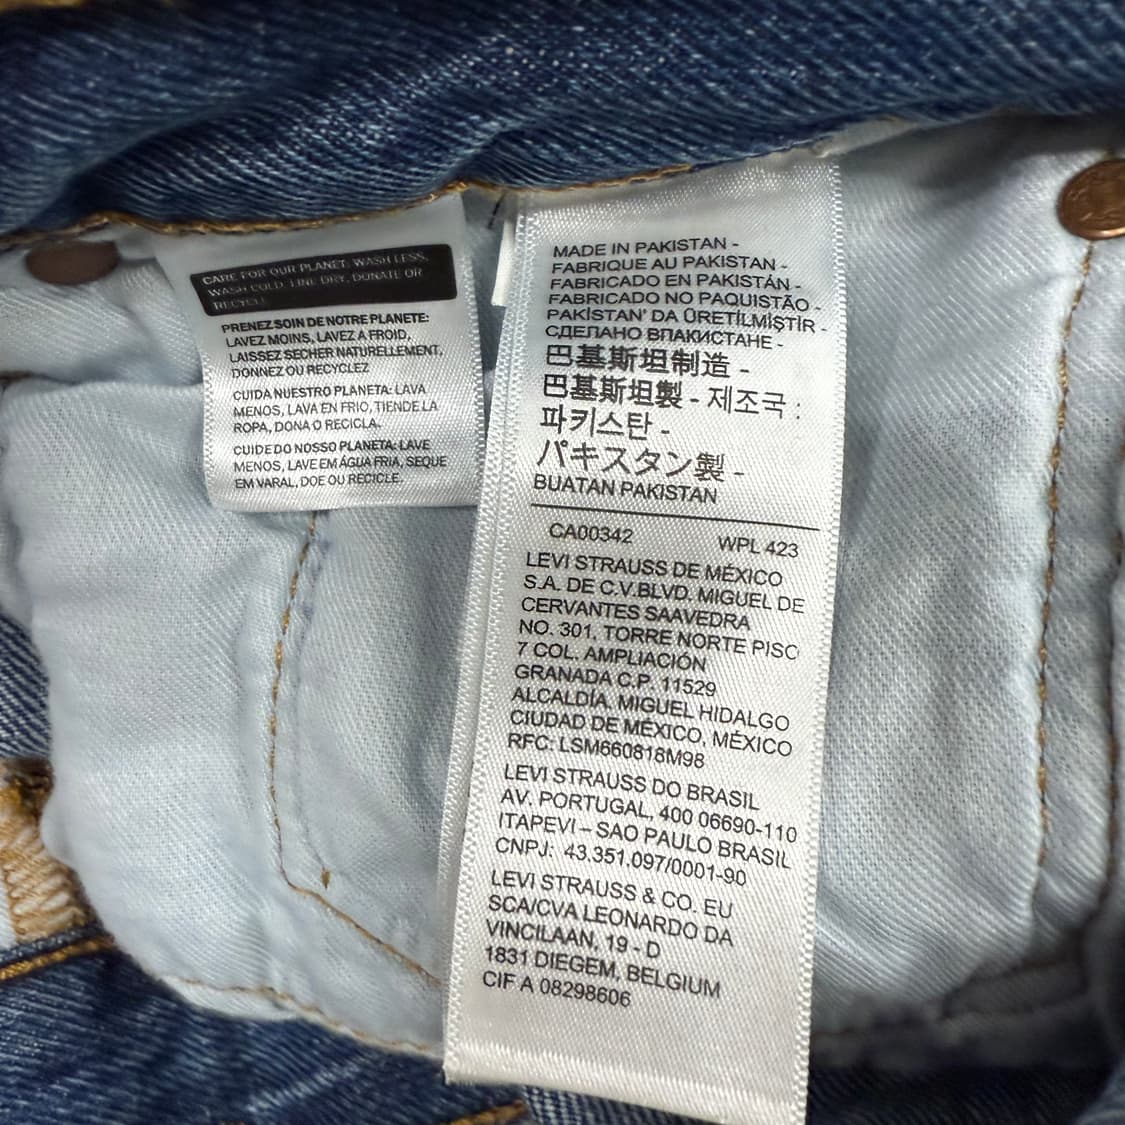 CARE FOR OUR PLANET: WASH LESS,
WASH COLD, LINE DRY, DONATE OR
RECYCLE
PRENEZ SOIN DE NOTRE PLANETE:
LAVEZ MOINS, LAVEZ A FROID,
LAISSEZ SECHER NATURELLEMENT,
DONNEZ OU RECYCLEZ
CUIDA NUESTRO PLANETA: LAVA
MENOS, LAVA EN FRIO, TIENDE LA
ROPA, DONA O RECICLA.
CUIDE DO NOSSO PLANETA: LAVE
MENOS, LAVE EM ÁGUA FRIA, SEQUE
EM VARAL, DOE OU RECICLE.
MADE IN PAKISTAN -
FABRIQUE AU PAKISTAN -
FABRICADO EN PAKISTÁN -
FABRICADO NO PAQUISTÃO -
PAKİSTAN' DA ÜRETİLMİŞTİR -
СДЕЛАНО ВПАКИСТАНЕ -
巴基斯坦制造 -
巴基斯坦製 - 제조국 :
파키스탄 -
パキスタン製 -
BUATAN PAKISTAN
CA00342 WPL 423
LEVI STRAUSS DE MÉXICO
S.A. DE C.V.BLVD. MIGUEL DE
CERVANTES SAAVEDRA
NO. 301, TORRE NORTE PISO
7 COL. AMPLIACIÓN
GRANADA C.P. 11529
ALCALDÍA. MIGUEL HIDALGO
CIUDAD DE MÉXICO, MÉXICO
RFC: LSM660818M98
LEVI STRAUSS DO BRASIL
AV. PORTUGAL, 400 06690-110
ITAPEVI – SAO PAULO BRASIL
CNPJ: 43.351.097/0001-90
LEVI STRAUSS & CO. EU
SCA/CVA LEONARDO DA
VINCILAAN, 19 - D
1831 DIEGEM, BELGIUM
CIF A 08298606